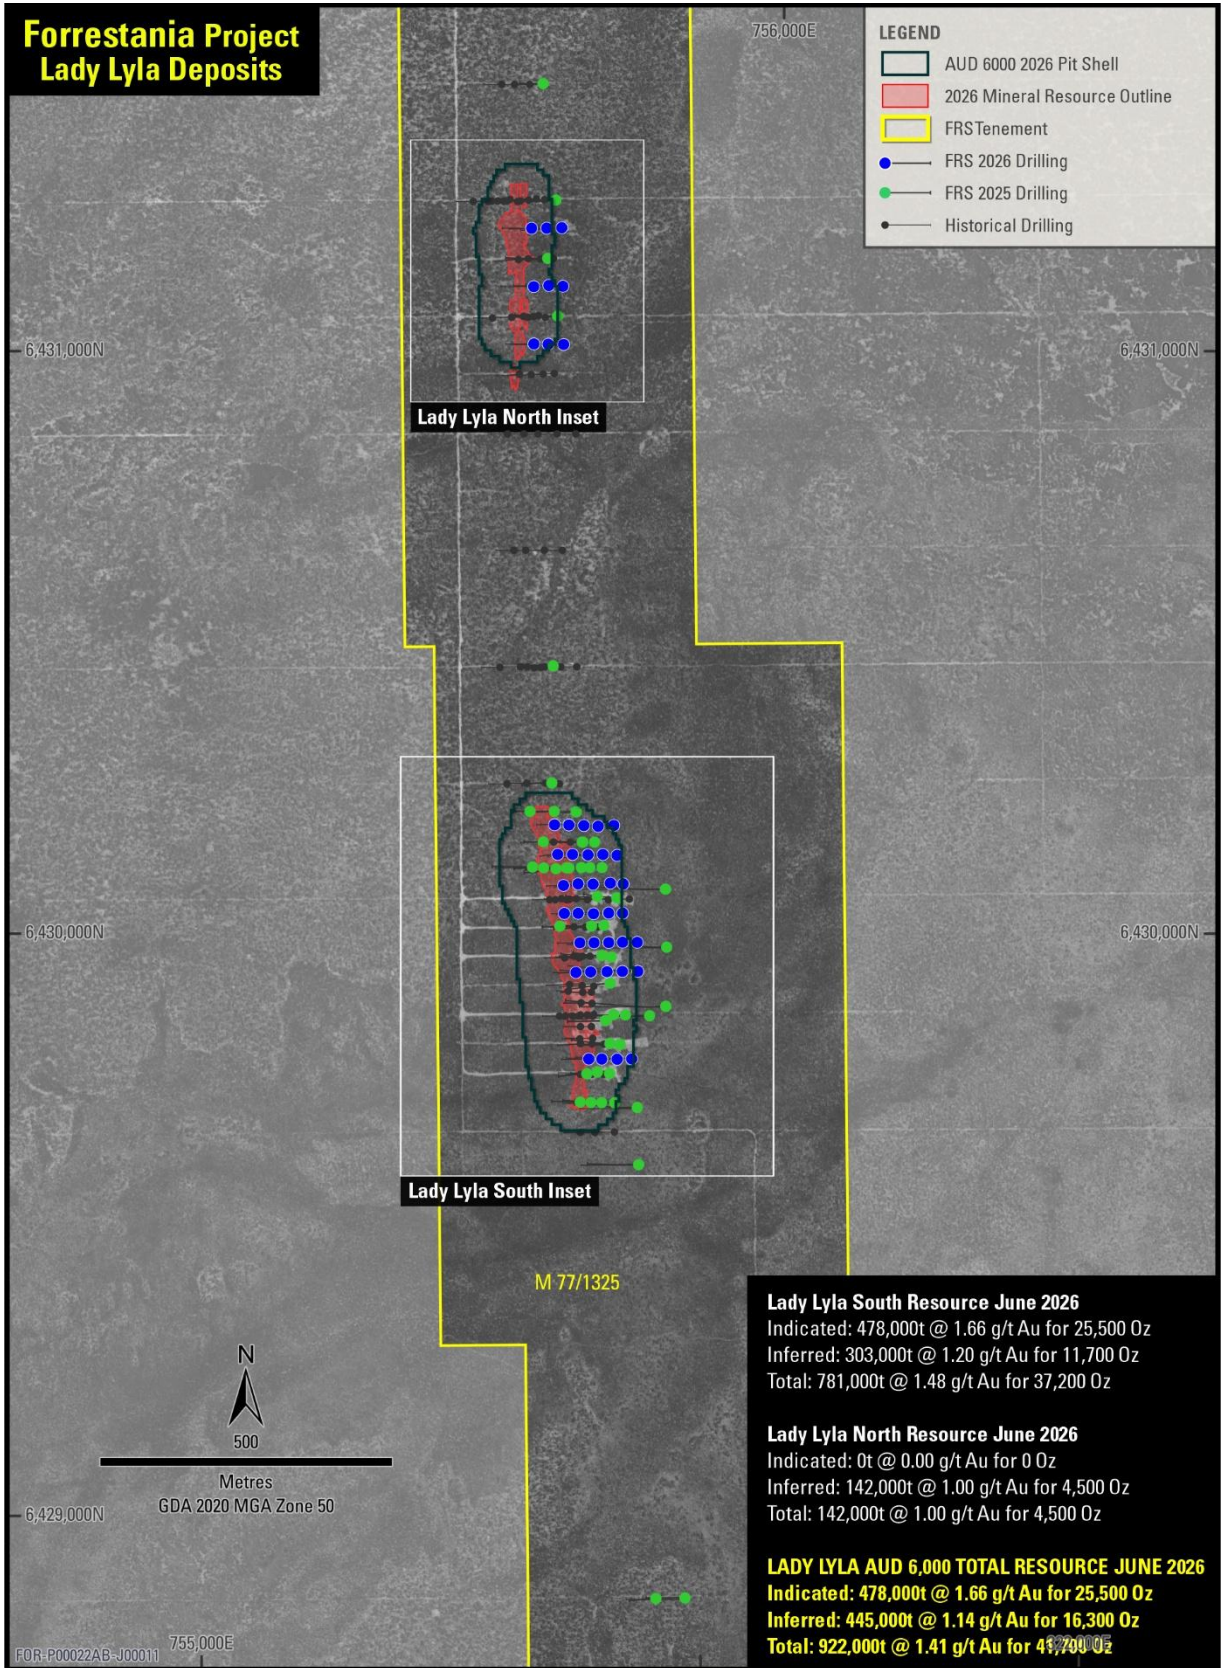 Forrestania Project
Lady Lyla Deposits
756,000E
LEGEND
AUD 6000 2026 Pit Shell
2026 Mineral Resource Outline
FRS Tenement
FRS 2026 Drilling
FRS 2025 Drilling
Historical Drilling
6,431,000N
6,431,000N
Lady Lyla North Inset
6,430,000N
6,430,000N
Lady Lyla South Inset
M 77/1325
Lady Lyla South Resource June 2026
Indicated: 478,000t @ 1.66 g/t Au for 25,500 Oz
Inferred: 303,000t @ 1.20 g/t Au for 11,700 Oz
Total: 781,000t @ 1.48 g/t Au for 37,200 Oz
Lady Lyla North Resource June 2026
Indicated: 0t @ 0.00 g/t Au for 0 Oz
Inferred: 142,000t @ 1.00 g/t Au for 4,500 Oz
Total: 142,000t @ 1.00 g/t Au for 4,500 Oz
LADY LYLA AUD 6,000 TOTAL RESOURCE JUNE 2026
Indicated: 478,000t @ 1.66 g/t Au for 25,500 Oz
Inferred: 445,000t @ 1.14 g/t Au for 16,300 Oz
Total: 922,000t @ 1.41 g/t Au for 41,700 Oz
N
500
Metres
GDA 2020 MGA Zone 50
6,429,000N
755,000E
FOR-P00022AB-J00011